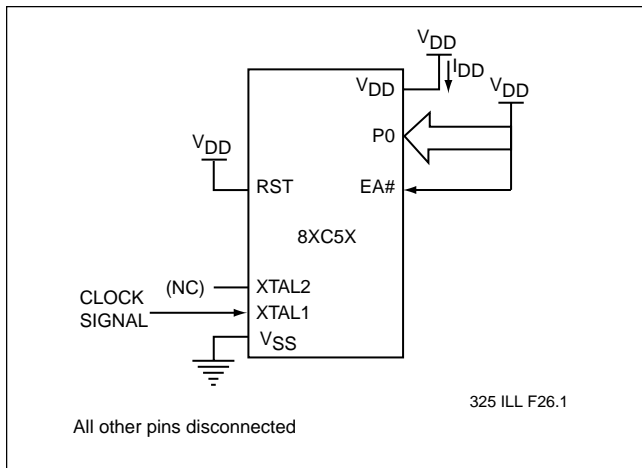 VDD
IDD
VDD
VDD
P0
VDD
RST
EA#
8XC5X
(NC)
XTAL2
CLOCK
SIGNAL
XTAL1
VSS
325 ILL F26.1
All other pins disconnected